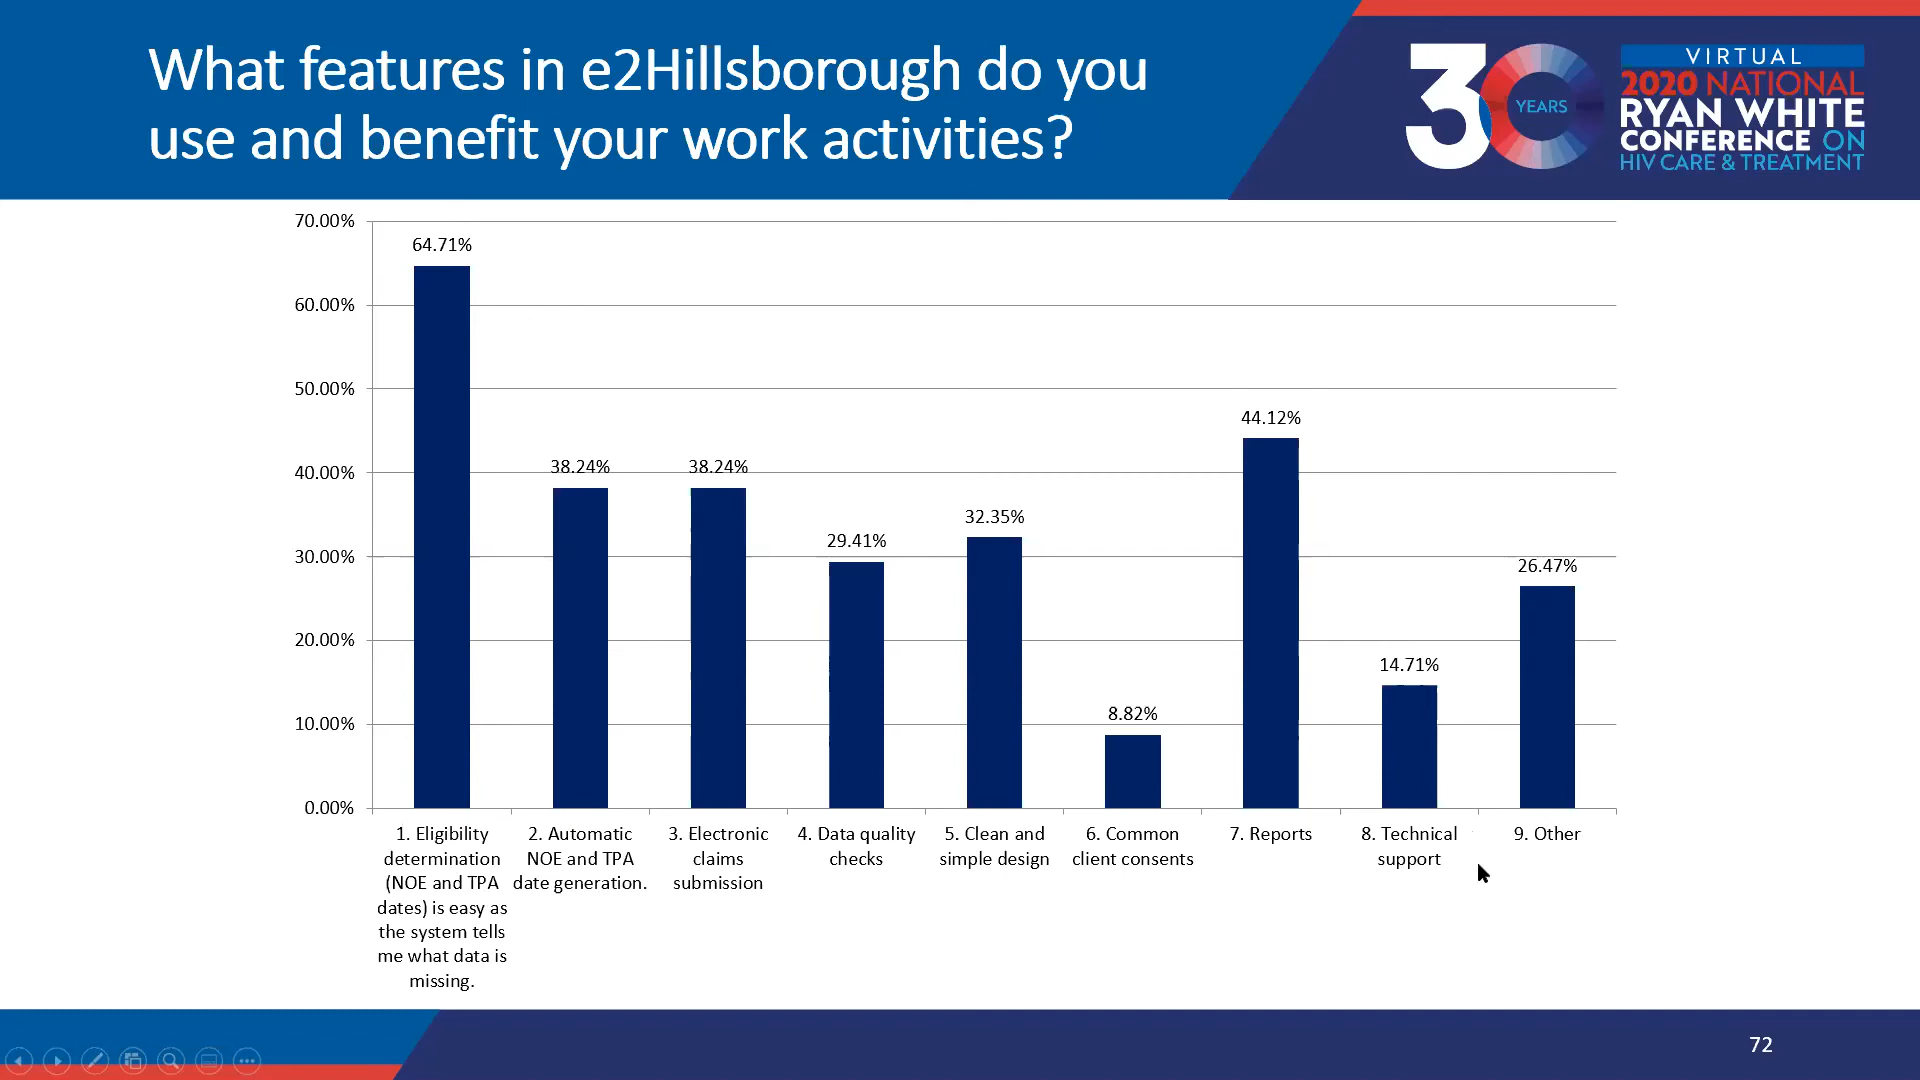 What features in e2Hillsborough do you
use and benefit your work activities?
30
YEARS
VIRTUAL
2020 NATIONAL
RYAN WHITE
CONFERENCE ON
HIV CARE & TREATMENT
70.00%
60.00%
50.00%
40.00%
30.00%
20.00%
10.00%
0.00%
64.71%
38.24%
38.24%
29.41%
32.35%
8.82%
44.12%
14.71%
26.47%
1. Eligibility
determination
(NOE and TPA
dates) is easy as
the system tells
me what data is
missing.
2. Automatic
NOE and TPA
date generation.
3. Electronic
claims
submission
4. Data quality
checks
5. Clean and
simple design
6. Common
client consents
7. Reports
8. Technical
support
9. Other
72